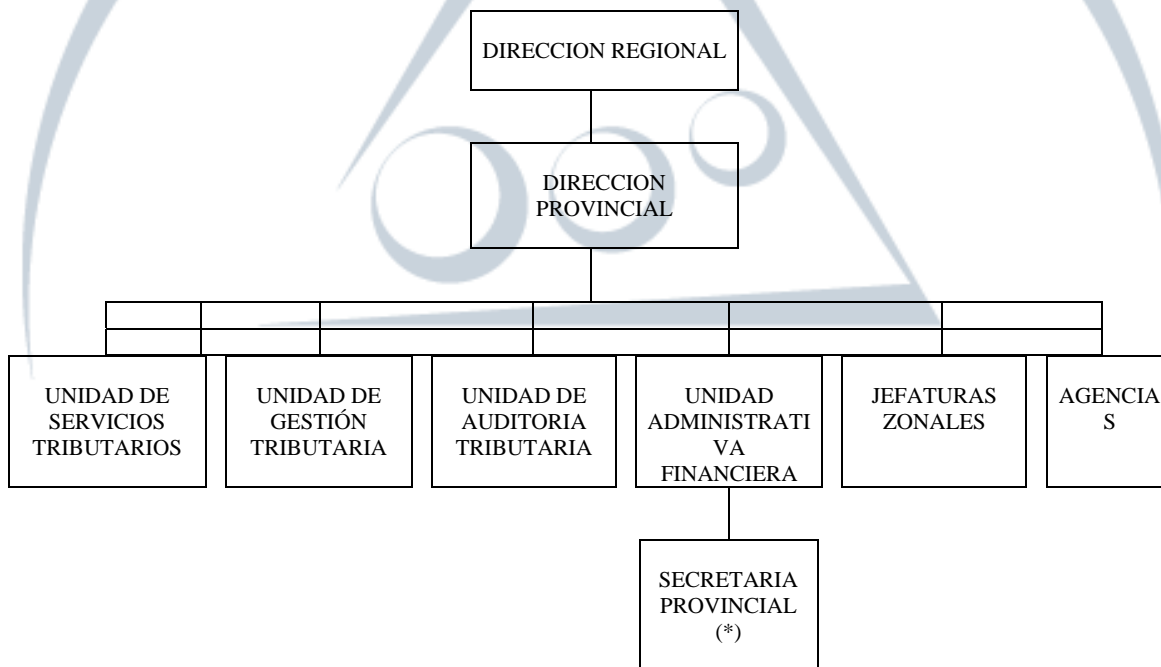 DIRECCION REGIONAL
DIRECCION
PROVINCIAL
UNIDAD DE
SERVICIOS
TRIBUTARIOS
UNIDAD DE
GESTIÓN
TRIBUTARIA
UNIDAD DE
AUDITORIA
TRIBUTARIA
UNIDAD
ADMINISTRATI
VA
FINANCIERA
JEFATURAS
ZONALES
AGENCIA
S
SECRETARIA
PROVINCIAL
(*)